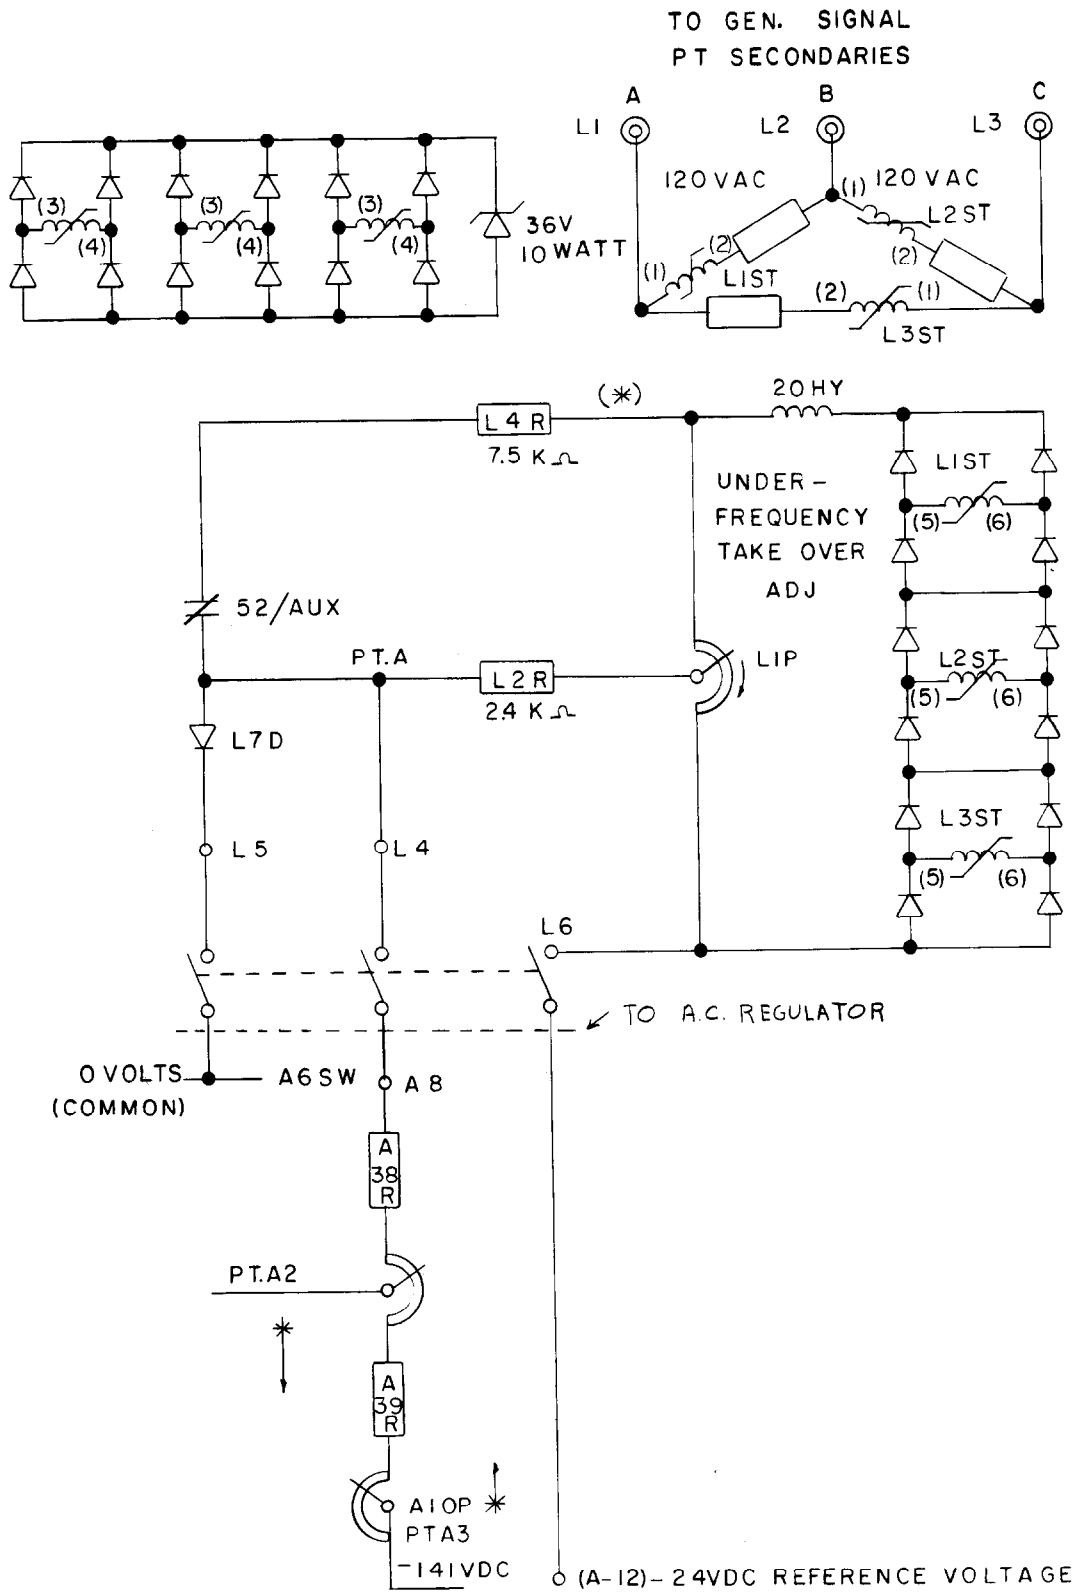 TO GEN. SIGNAL
PT SECONDARIES
A B C
L1 L2 L3
120 VAC (1) 120 VAC
(3) (3) (3)
(4) (4) (4)
36V
10 WATT
L2ST
(1) (2) (2)
L1ST
(2) (1)
L3ST
(*) 20HY
L4R
7.5 K Ω
UNDER-
FREQUENCY
TAKE OVER
ADJ
L1ST
(5) (6)
52/AUX
PT.A
L2R
2.4 K Ω
L1P
L2ST
(5) (6)
L7D
L5
L4
L3ST
(5) (6)
L6
TO A.C. REGULATOR
0 VOLTS
(COMMON)
A6SW
A8
A
38
R
PT.A2
*
A
39
R
A10P *
PTA3
-141VDC
(A-12)-24VDC REFERENCE VOLTAGE